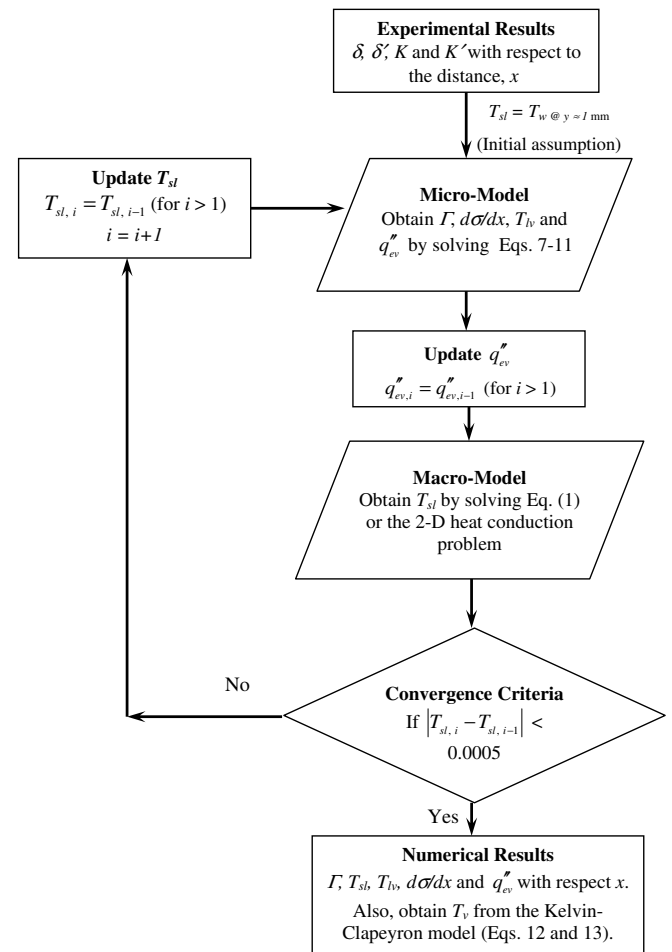 Experimental Results
δ, δ′, K and K′ with respect to
the distance, x
T_sl = T_w @ y ≈ 1 mm
(Initial assumption)
Update T_sl
T_sl, i = T_sl, i−1 (for i > 1)
i = i+1
Micro-Model
Obtain Γ, dσ/dx, T_lv and
q″_ev by solving Eqs. 7-11
Update q″_ev
q″_ev,i = q″_ev,i−1 (for i > 1)
Macro-Model
Obtain T_sl by solving Eq. (1)
or the 2-D heat conduction
problem
No
Convergence Criteria
If |T_sl, i − T_sl, i−1| <
0.0005
Yes
Numerical Results
Γ, T_sl, T_lv, dσ/dx and q″_ev with respect x.
Also, obtain T_v from the Kelvin-
Clapeyron model (Eqs. 12 and 13).